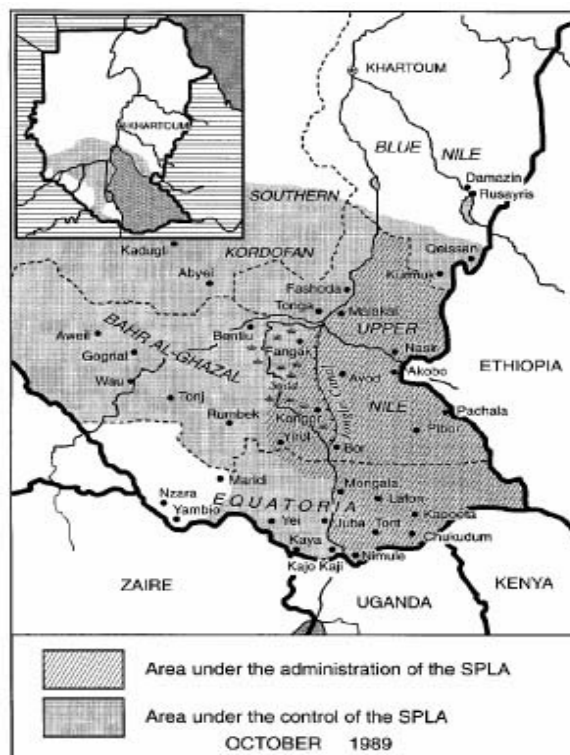 KHARTOUM
KHARTOUM
BLUE NILE
Damazin
Rusayris
SOUTHERN
Qeissan
Kadugli
KORDOFAN
Kurmuk
Abyei
Fashoda
Tonga
Malakal
UPPER
Aweil
BAHR AL-GHAZAL
Bentiu
Fangak
Nasir
Gogrial
ETHIOPIA
Akobo
Wau
Ayod
Jonglei Canal
Tonj
NILE
Pachala
Rumbek
Kongor
Pibor
Yirol
Bor
Maridi
Mongala
Nzara
EQUATORIA
Lafon
Yambio
Kapoeta
Yei
Juba
Torit
Chukudum
Kaya
Nimule
Kajo Kaji
ZAIRE
KENYA
UGANDA
Area under the administration of the SPLA
Area under the control of the SPLA
OCTOBER 1989